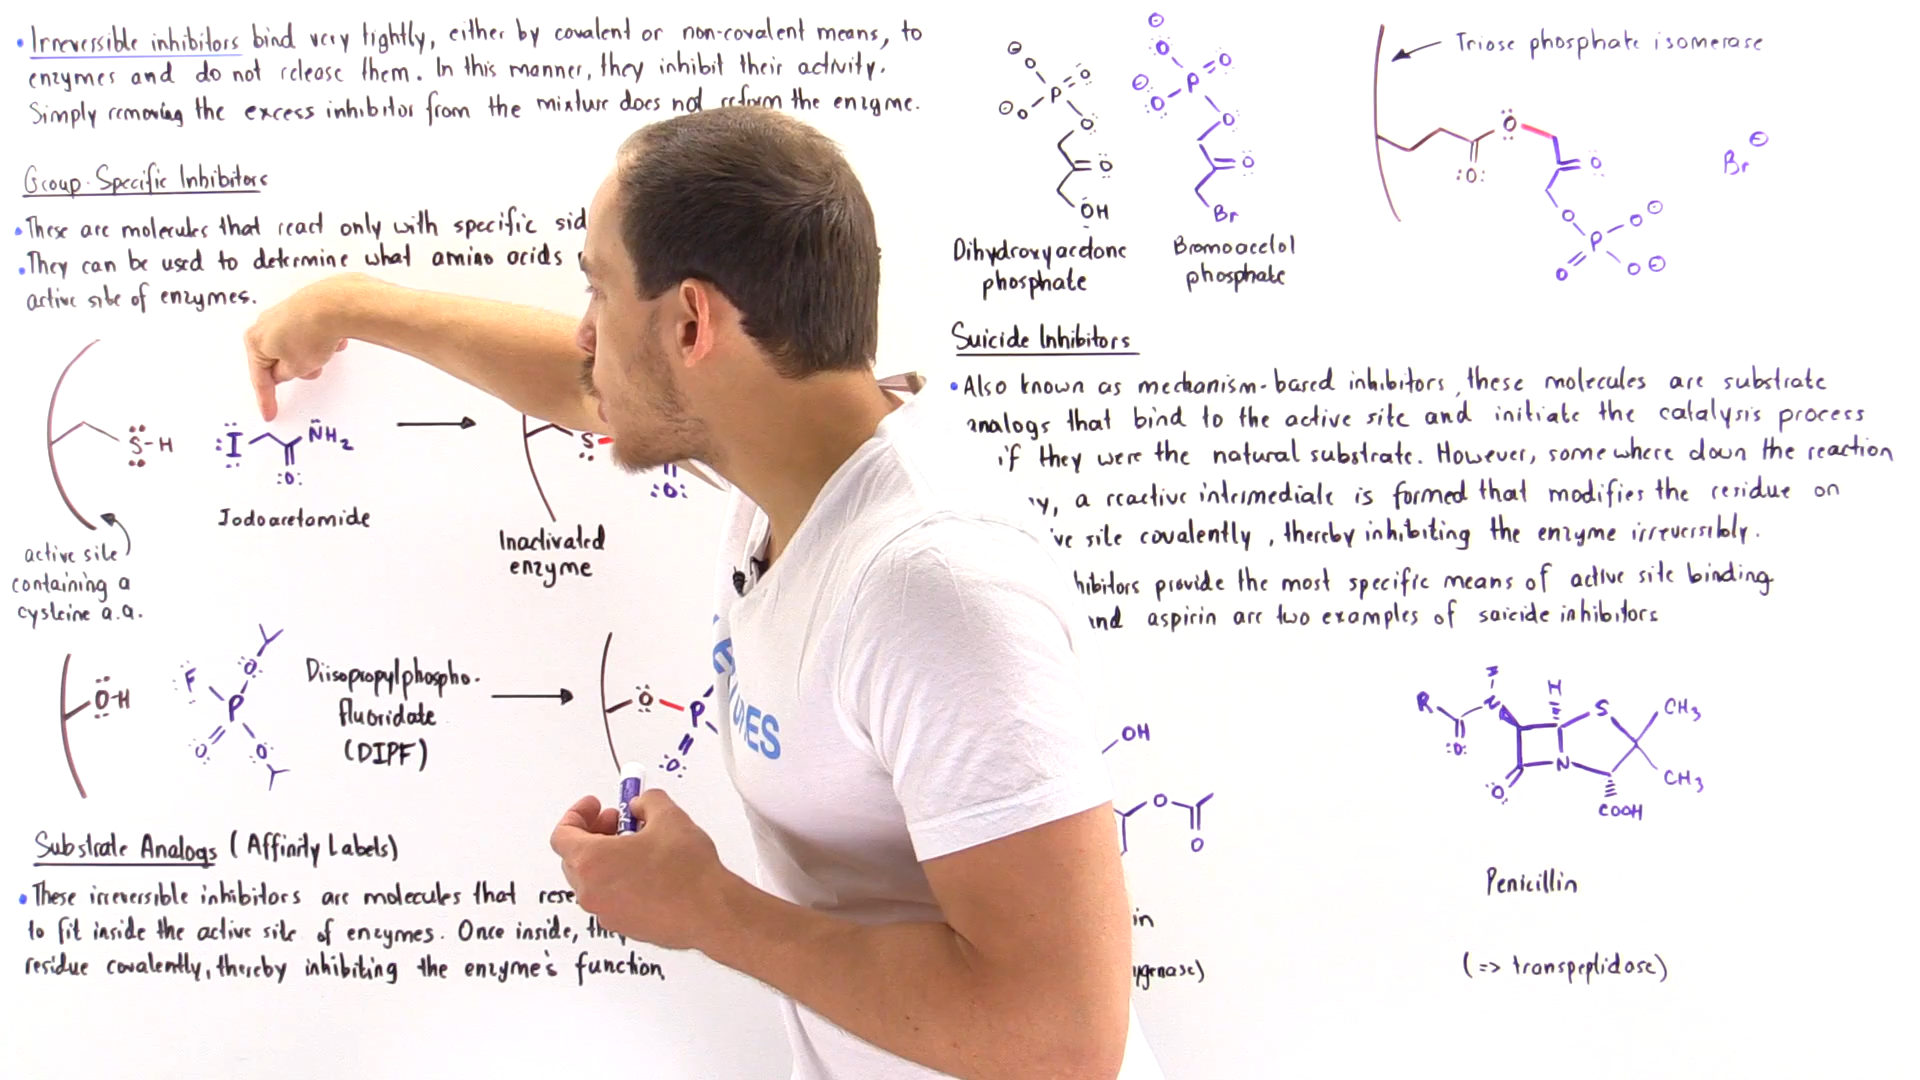 • Irreversible inhibitors bind very tightly, either by covalent or non-covalent means, to
enzymes and do not release them. In this manner, they inhibit their activity.
Simply removing the excess inhibitor from the mixture does not reform the enzyme.
Group-Specific Inhibitors
• These are molecules that react only with specific
• They can be used to determine what amino acids
active site of enzymes.
S-H
I
NH₂
O
Iodoacetamide
S
O
Inactivated
enzyme
active site
containing a
cysteine a.a.
O-H
F
O
P
O
O
Diisopropylphospho-
fluoridate
(DIPF)
O
P
O
Substrate Analogs (Affinity Labels)
• These irreversible inhibitors are molecules that
to fit inside the active site of enzymes. Once inside,
residue covalently, thereby inhibiting the enzyme's function
O
P=O
O
O
O
OH
Dihydroxyacetone
phosphate
O
P=O
O
O
O
Br
Bromoacetol
phosphate
Triose phosphate isomerase
O
O
O
O
P
O
O
O
Br⊖
Suicide Inhibitors
• Also known as mechanism-based inhibitors, these molecules are substrate
analogs that bind to the active site and initiate the catalysis process
if they were the natural substrate. However, somewhere down the reaction
a reactive intermediate is formed that modifies the residue on
site covalently, thereby inhibiting the enzyme irreversibly.
provide the most specific means of active site binding
aspirin are two examples of suicide inhibitors
OH
O
O
R
O
N
H
S
CH₃
CH₃
N
O
COOH
Penicillin
(=> transpeptidase)